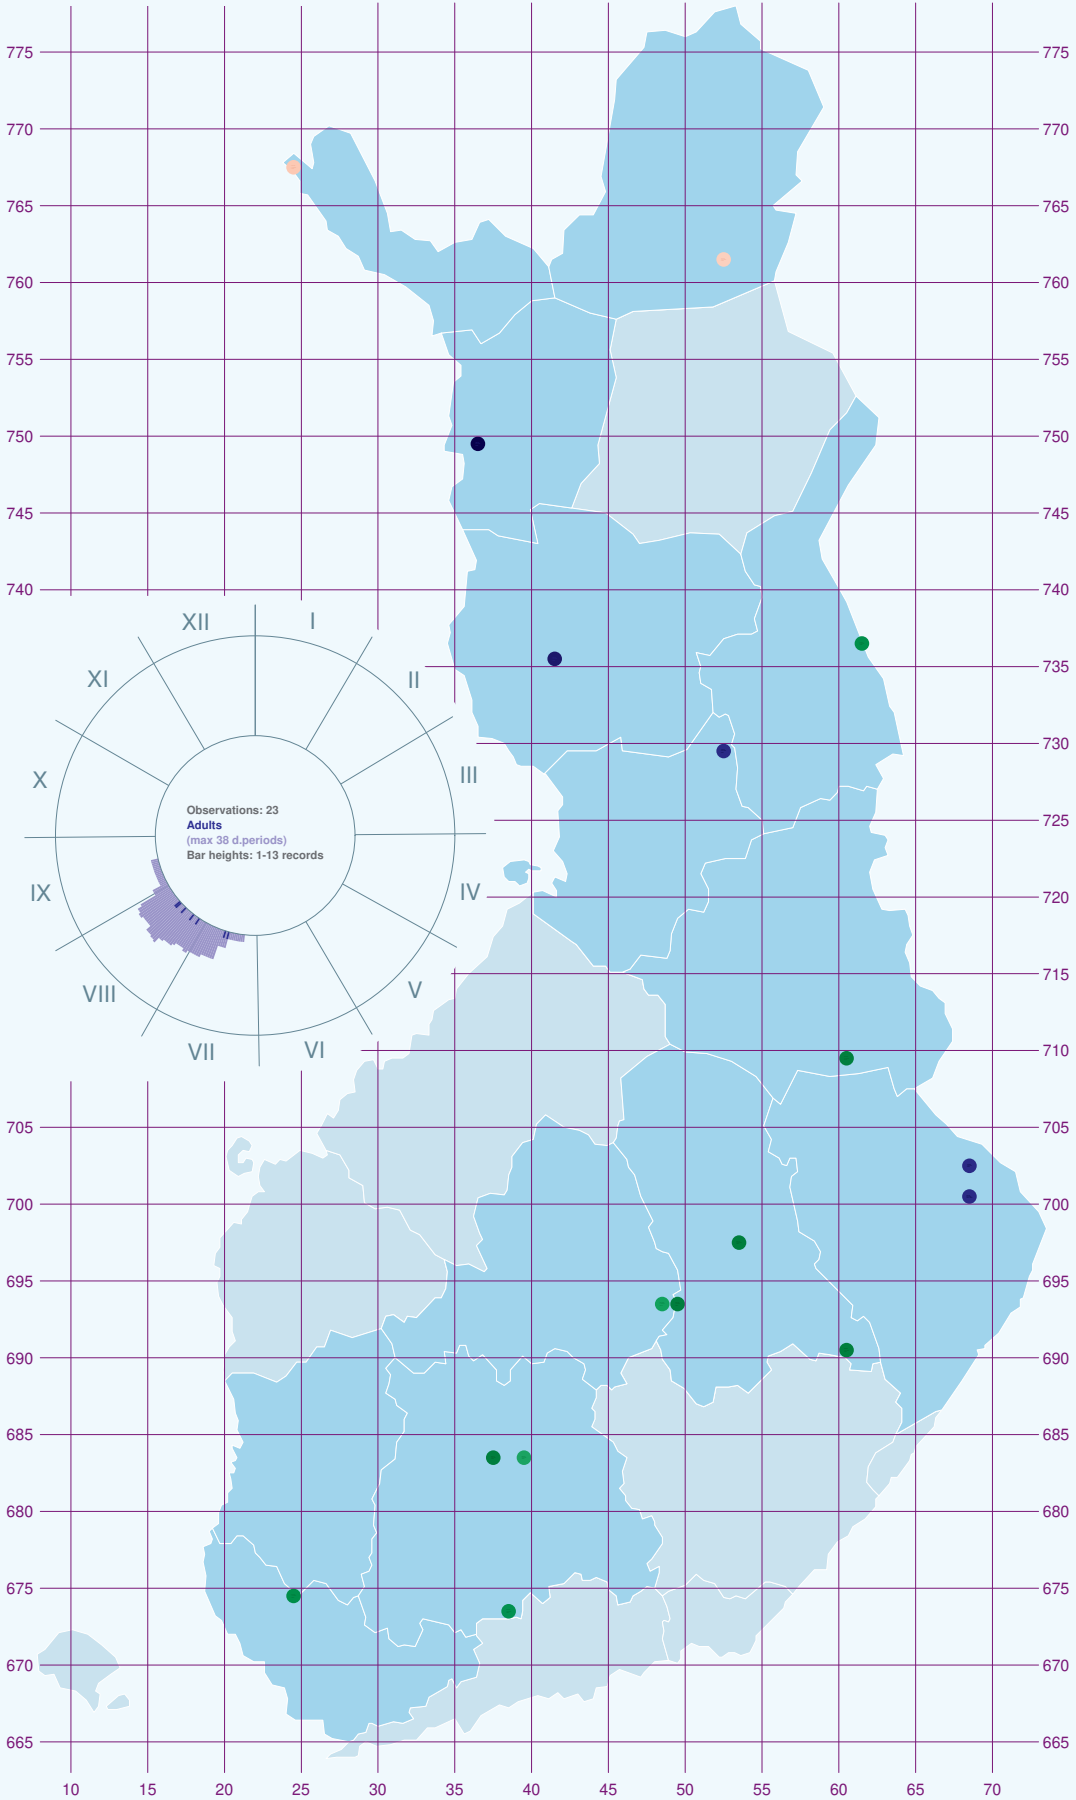 775 775
770 770
765 765
760 760
755 755
750 750
745 745
740 740
XII I
XI II
735
730
X III
Observations: 23
Adults
(max 38 d.periods)
Bar heights: 1-13 records
725
IX IV
720
VIII V
715
VII VI
710
705 705
700 700
695 695
690 690
685 685
680 680
675 675
670 670
665 665
10 15 20 25 30 35 40 45 50 55 60 65 70